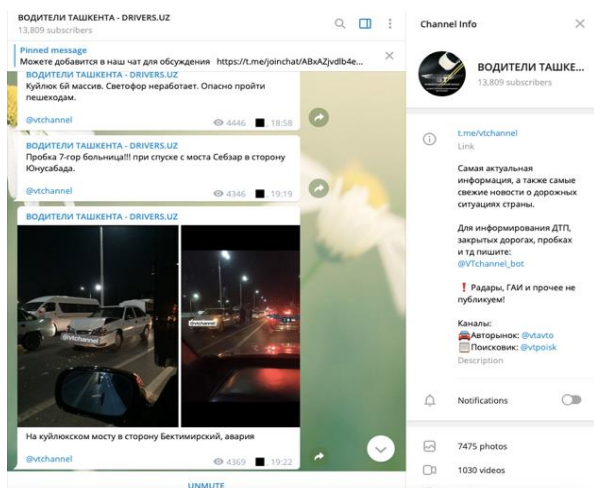 ВОДИТЕЛИ ТАШКЕНТА - DRIVERS.UZ
13,809 subscribers
Pinned message
Можете добавится в наш чат для обсуждения https://t.me/joinchat/ABxAZjvdlb4e...
ВОДИТЕЛИ ТАШКЕНТА - DRIVERS.UZ
Куйлюк 6й массив. Светофор неработает. Опасно пройти
пешеходам.
@vtchannel
4446
, 18:58
ВОДИТЕЛИ ТАШКЕНТА - DRIVERS.UZ
Пробка 7-гор больница!!! при спуске с моста Себзар в сторону
Юнусабада.
@vtchannel
4346
, 19:19
ВОДИТЕЛИ ТАШКЕНТА - DRIVERS.UZ
@vtchannel
@vtchannel
На куйлюкском мосту в сторону Бектимирский, авария
@vtchannel
4369
, 19:22
UNMUTE
Channel Info
ВОДИТЕЛИ ТАШКЕ...
13,809 subscribers
t.me/vtchannel
Link
Самая актуальная
информация, а также самые
свежие новости о дорожных
ситуациях страны.
Для информирования ДТП,
закрытых дорогах, пробках
и тд пишите:
@VTchannel_bot
❗ Радары, ГАИ и прочее не
публикуем!
Каналы:
Авторынок: @vtavto
Поисковик: @vtpoisk
Description
Notifications
7475 photos
1030 videos